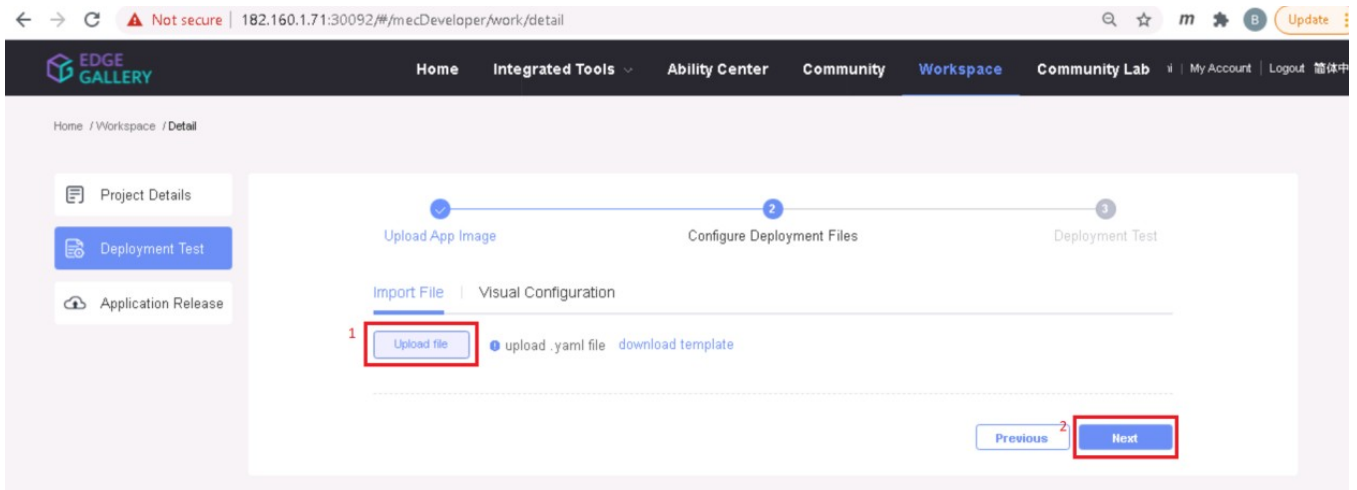 Not secure 182.160.1.71:30092/#/mecDeveloper/work/detail m B Update
EDGE GALLERY Home Integrated Tools Ability Center Community Workspace Community Lab My Account Logout 简体中
Home / Workspace / Detail
Project Details
Deployment Test
Application Release
2 3
Upload App Image Configure Deployment Files Deployment Test
Import File Visual Configuration
1 Upload file upload .yaml file download template
Previous 2 Next